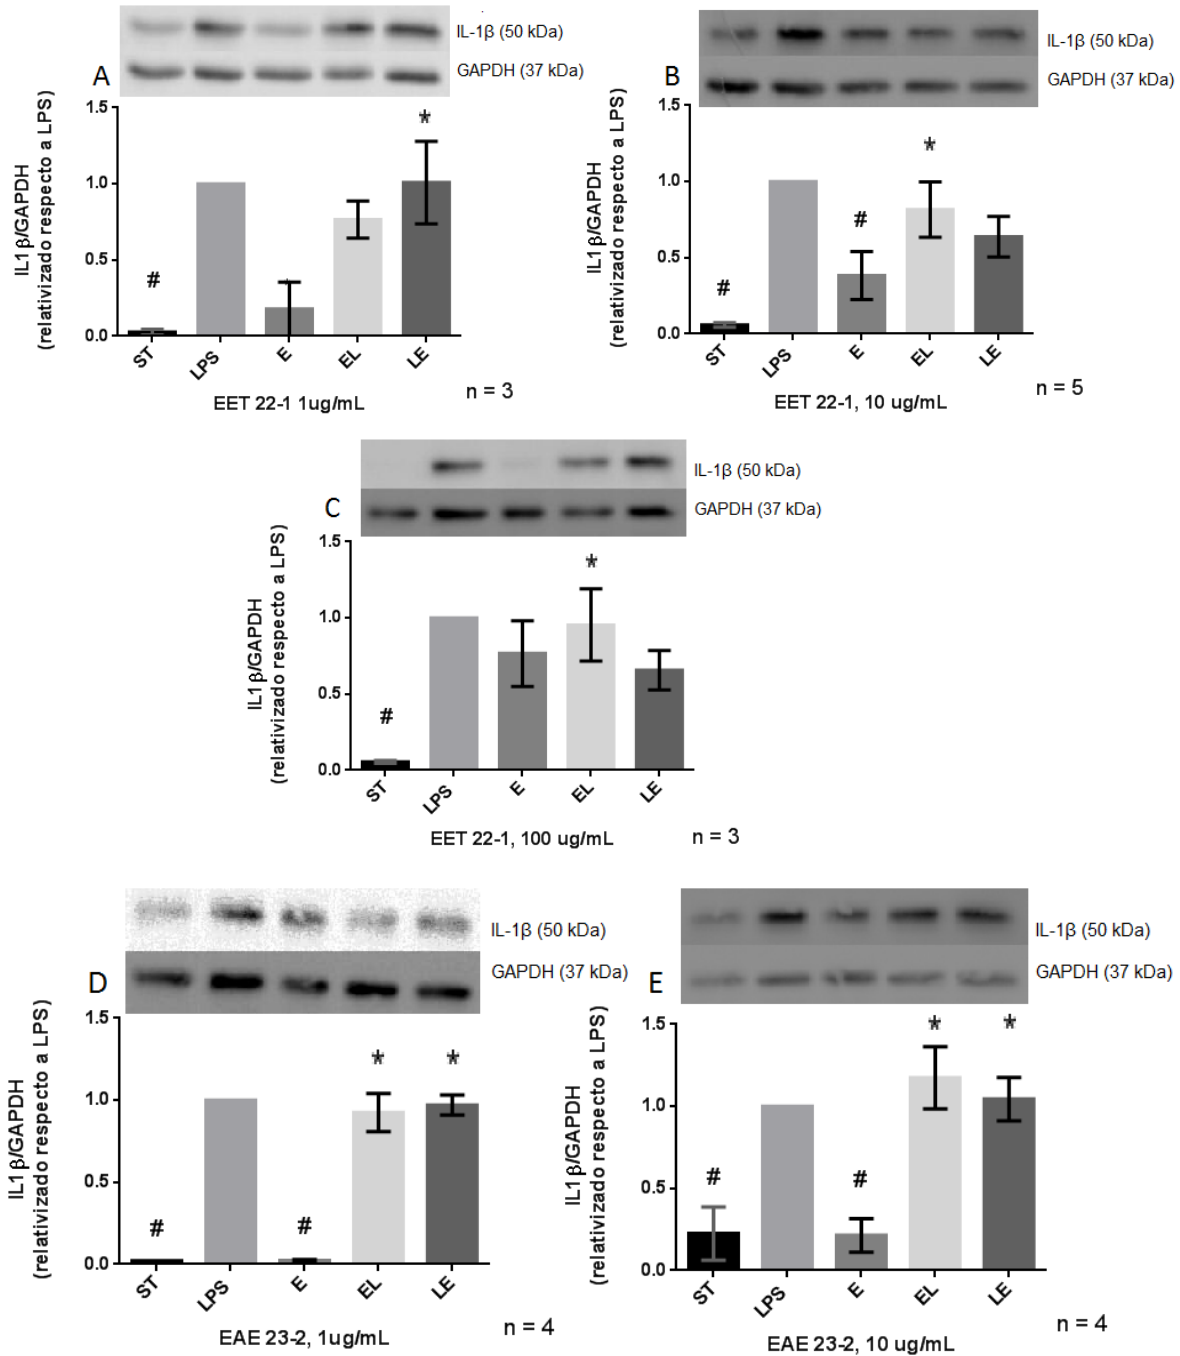 IL-1β (50 kDa)
A
GAPDH (37 kDa)
IL1β/GAPDH
(relativizado respecto a LPS)
1.5
1.0
0.5
0.0
#
*
ST
LPS
E
EL
LE
EET 22-1 1ug/mL
n = 3
IL-1β (50 kDa)
B
GAPDH (37 kDa)
IL1β/GAPDH
(relativizado respecto a LPS)
1.5
1.0
0.5
0.0
#
#
*
ST
LPS
E
EL
LE
EET 22-1, 10 ug/mL
n = 5
IL-1β (50 kDa)
C
GAPDH (37 kDa)
IL1β/GAPDH
(relativizado respecto a LPS)
1.5
1.0
0.5
0.0
#
*
ST
LPS
E
EL
LE
EET 22-1, 100 ug/mL
n = 3
IL-1β (50 kDa)
D
GAPDH (37 kDa)
IL1β/GAPDH
(relativizado respecto a LPS)
1.5
1.0
0.5
0.0
#
#
*
*
ST
LPS
E
EL
LE
EAE 23-2, 1ug/mL
n = 4
IL-1β (50 kDa)
E
GAPDH (37 kDa)
IL1β/GAPDH
(relativizado respecto a LPS)
1.5
1.0
0.5
0.0
#
#
*
*
ST
LPS
E
EL
LE
EAE 23-2, 10 ug/mL
n = 4